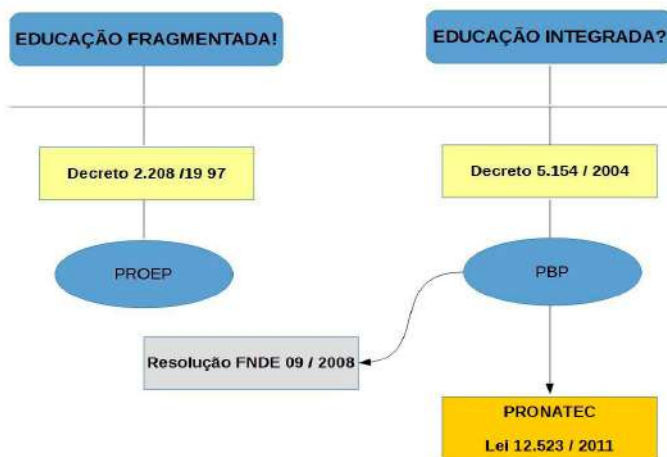 EDUCAÇÃO FRAGMENTADA!
EDUCAÇÃO INTEGRADA?
Decreto 2.208 /19 97
Decreto 5.154 / 2004
PROEP
PBP
Resolução FNDE 09 / 2008
PRONATEC
Lei 12.523 / 2011